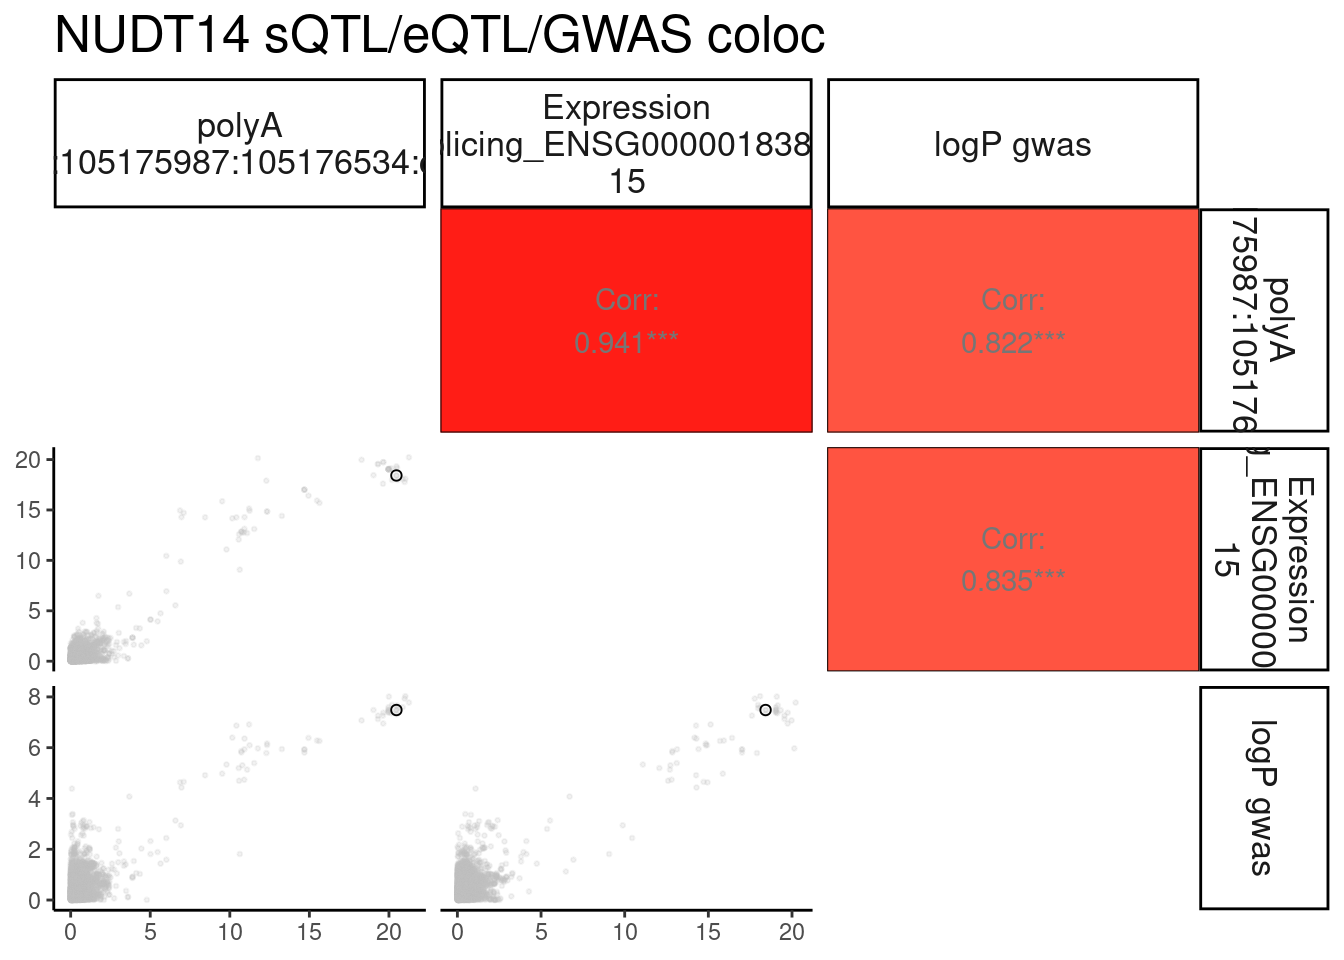 NUDT14 sQTL/eQTL/GWAS coloc
polyA
:105175987:105176534:
Expression
licing_ENSG000001838
15
logP gwas
Corr:
0.941***
Corr:
0.822***
polyA
75987:105176
20
15
10
5
0
Corr:
0.835***
Expression
g_ENSG00000
15
8
6
4
2
0
logP gwas
0
5
10
15
20
0
5
10
15
20